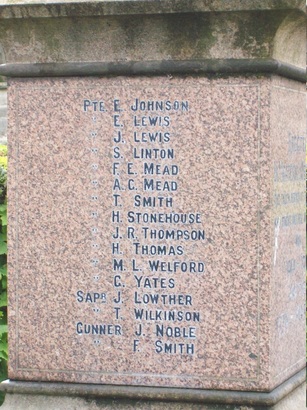 PTE E. JOHNSON
" E. LEWIS
" J. LEWIS
" S. LINTON
" F. E. MEAD
" A. C. MEAD
" T. SMITH
" H. STONEHOUSE
" J. R. THOMPSON
" H. THOMAS
" M. L. WELFORD
" C. YATES
SAPR J. LOWTHER
" T. WILKINSON
GUNNER J. NOBLE
" F. SMITH